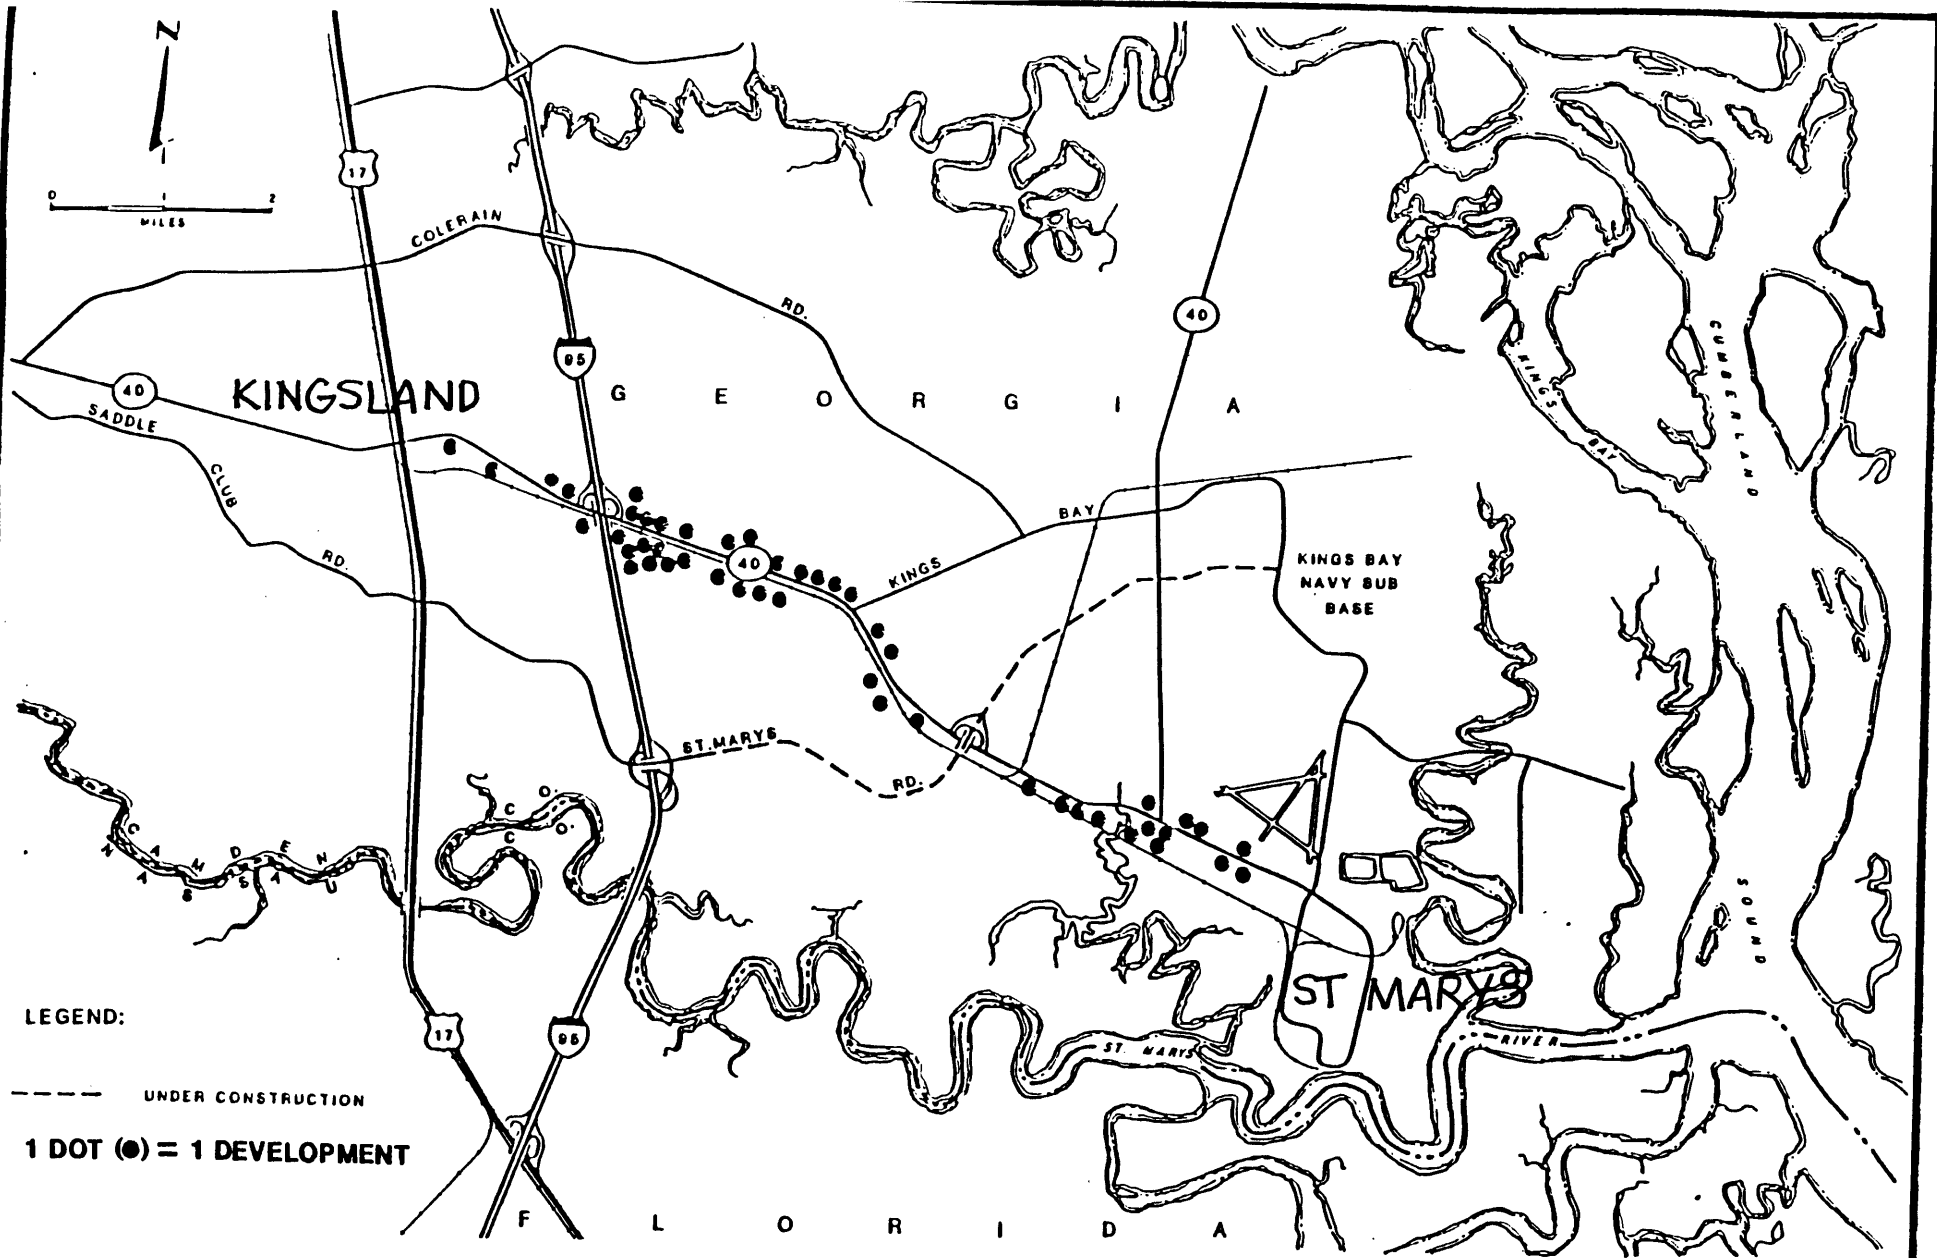 N
0 2
MILES
17
COLERAIN
RD.
40
95
40
KINGSLAND
G E O R G I A
SADDLE
CLUB
RD.
KINGS
BAY
CUMBERLAND
SOUND
BAY
KINGS
40
KINGS BAY
NAVY SUB
BASE
ST. MARYS
RD.
CAMDEN CO.
NASSAU CO.
ST MARYS
LEGEND:
17
95
ST. MARYS
RIVER
UNDER CONSTRUCTION
1 DOT (●) = 1 DEVELOPMENT
F L O R I D A